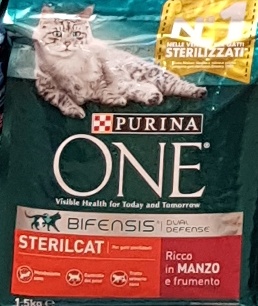 N°1
NELLE VENDITE GATTI
STERILIZZATI*
PURINA
ONE®
Visible Health for Today and Tomorrow
BIFENSIS® DUAL
DEFENSE
STERILCAT Per gatti sterilizzati
Ricco
in MANZO
e frumento
1.5kg